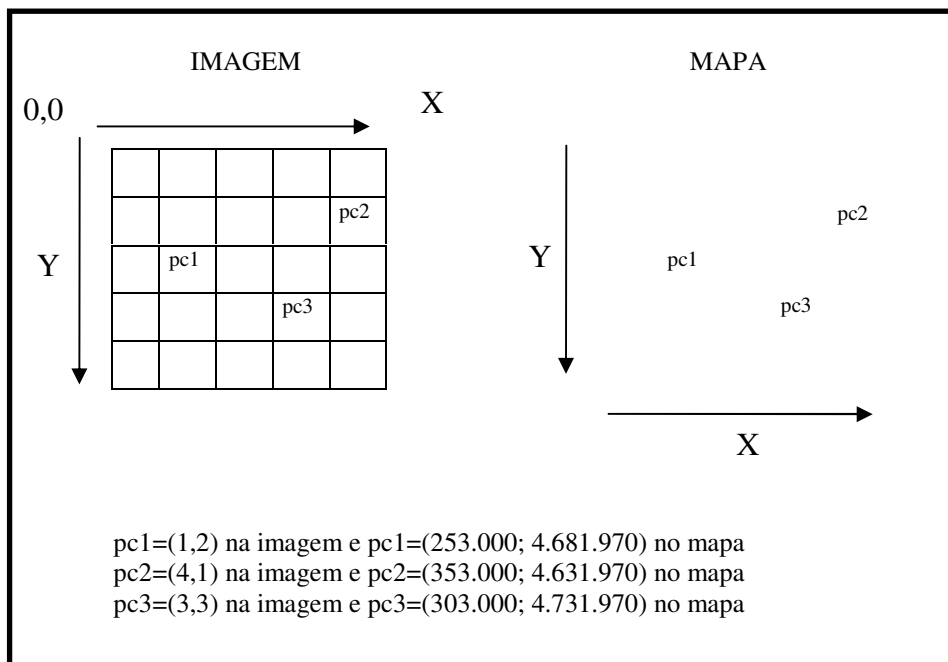 IMAGEM
MAPA
0,0
X
pc2
pc2
Y
pc1
Y
pc1
pc3
pc3
X
pc1=(1,2) na imagem e pc1=(253.000; 4.681.970) no mapa
pc2=(4,1) na imagem e pc2=(353.000; 4.631.970) no mapa
pc3=(3,3) na imagem e pc3=(303.000; 4.731.970) no mapa